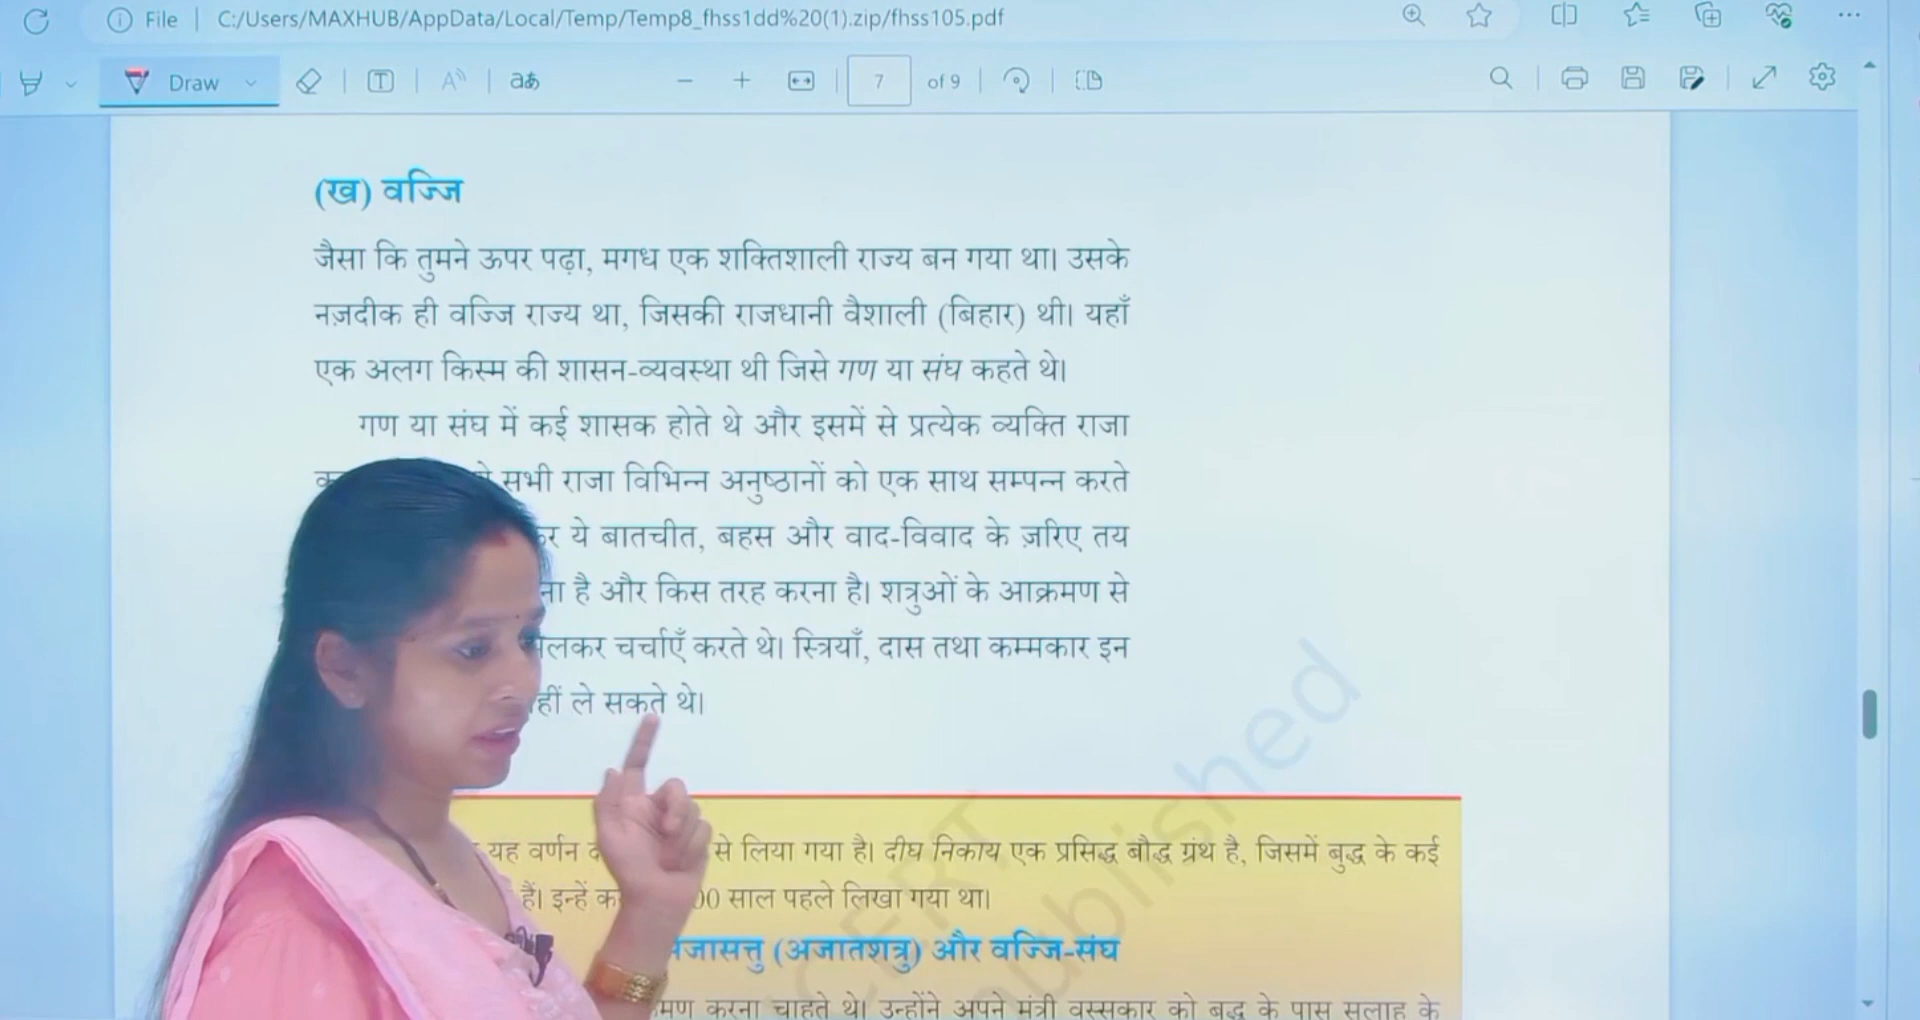 File | C:/Users/MAXHUB/AppData/Local/Temp/Temp8_fhss1dd%20(1).zip/fhss105.pdf
Draw 7 of 9
(ख) वज्जि
जैसा कि तुमने ऊपर पढ़ा, मगध एक शक्तिशाली राज्य बन गया था। उसके
नज़दीक ही वज्जि राज्य था, जिसकी राजधानी वैशाली (बिहार) थी। यहाँ
एक अलग किस्म की शासन-व्यवस्था थी जिसे गण या संघ कहते थे।
गण या संघ में कई शासक होते थे और इसमें से प्रत्येक व्यक्ति राजा
सभी राजा विभिन्न अनुष्ठानों को एक साथ सम्पन्न करते
ये बातचीत, बहस और वाद-विवाद के ज़रिए तय
है और किस तरह करना है। शत्रुओं के आक्रमण से
चर्चाएँ करते थे। स्त्रियाँ, दास तथा कम्मकार इन
ले सकते थे।
यह वर्णन से लिया गया है। दीघ निकाय एक प्रसिद्ध बौद्ध ग्रंथ है, जिसमें बुद्ध के कई
हैं। इन्हें साल पहले लिखा गया था।
(अजातशत्रु) और वज्जि-संघ
करना चाहते थे। उन्होंने अपने मंत्री वस्सकार को बुद्ध के पास सलाह के